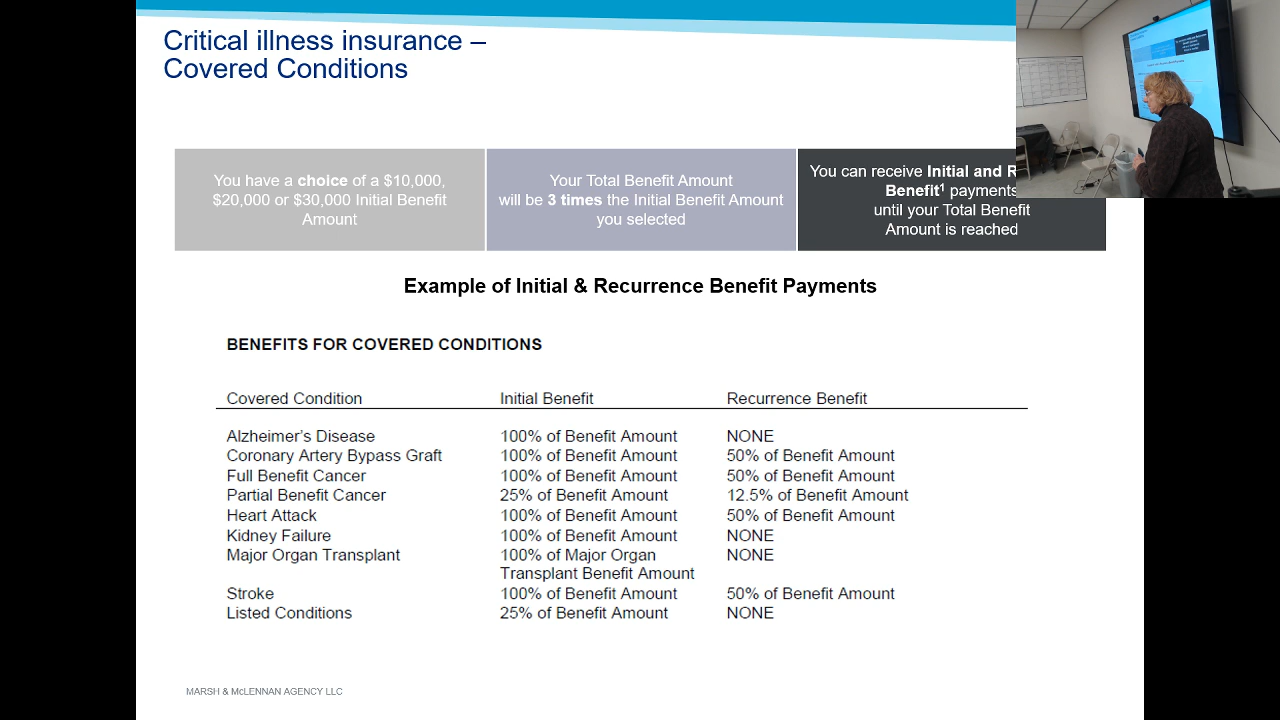 Critical illness insurance –
Covered Conditions
You have a choice of a $10,000,
$20,000 or $30,000 Initial Benefit
Amount
Your Total Benefit Amount
will be 3 times the Initial Benefit Amount
you selected
You can receive Initial and
Benefit¹ payments
until your Total Benefit
Amount is reached
Example of Initial & Recurrence Benefit Payments
BENEFITS FOR COVERED CONDITIONS
Covered Condition Initial Benefit Recurrence Benefit
Alzheimer's Disease 100% of Benefit Amount NONE
Coronary Artery Bypass Graft 100% of Benefit Amount 50% of Benefit Amount
Full Benefit Cancer 100% of Benefit Amount 50% of Benefit Amount
Partial Benefit Cancer 25% of Benefit Amount 12.5% of Benefit Amount
Heart Attack 100% of Benefit Amount 50% of Benefit Amount
Kidney Failure 100% of Benefit Amount NONE
Major Organ Transplant 100% of Major Organ NONE
Transplant Benefit Amount
Stroke 100% of Benefit Amount 50% of Benefit Amount
Listed Conditions 25% of Benefit Amount NONE
MARSH & McLENNAN AGENCY LLC